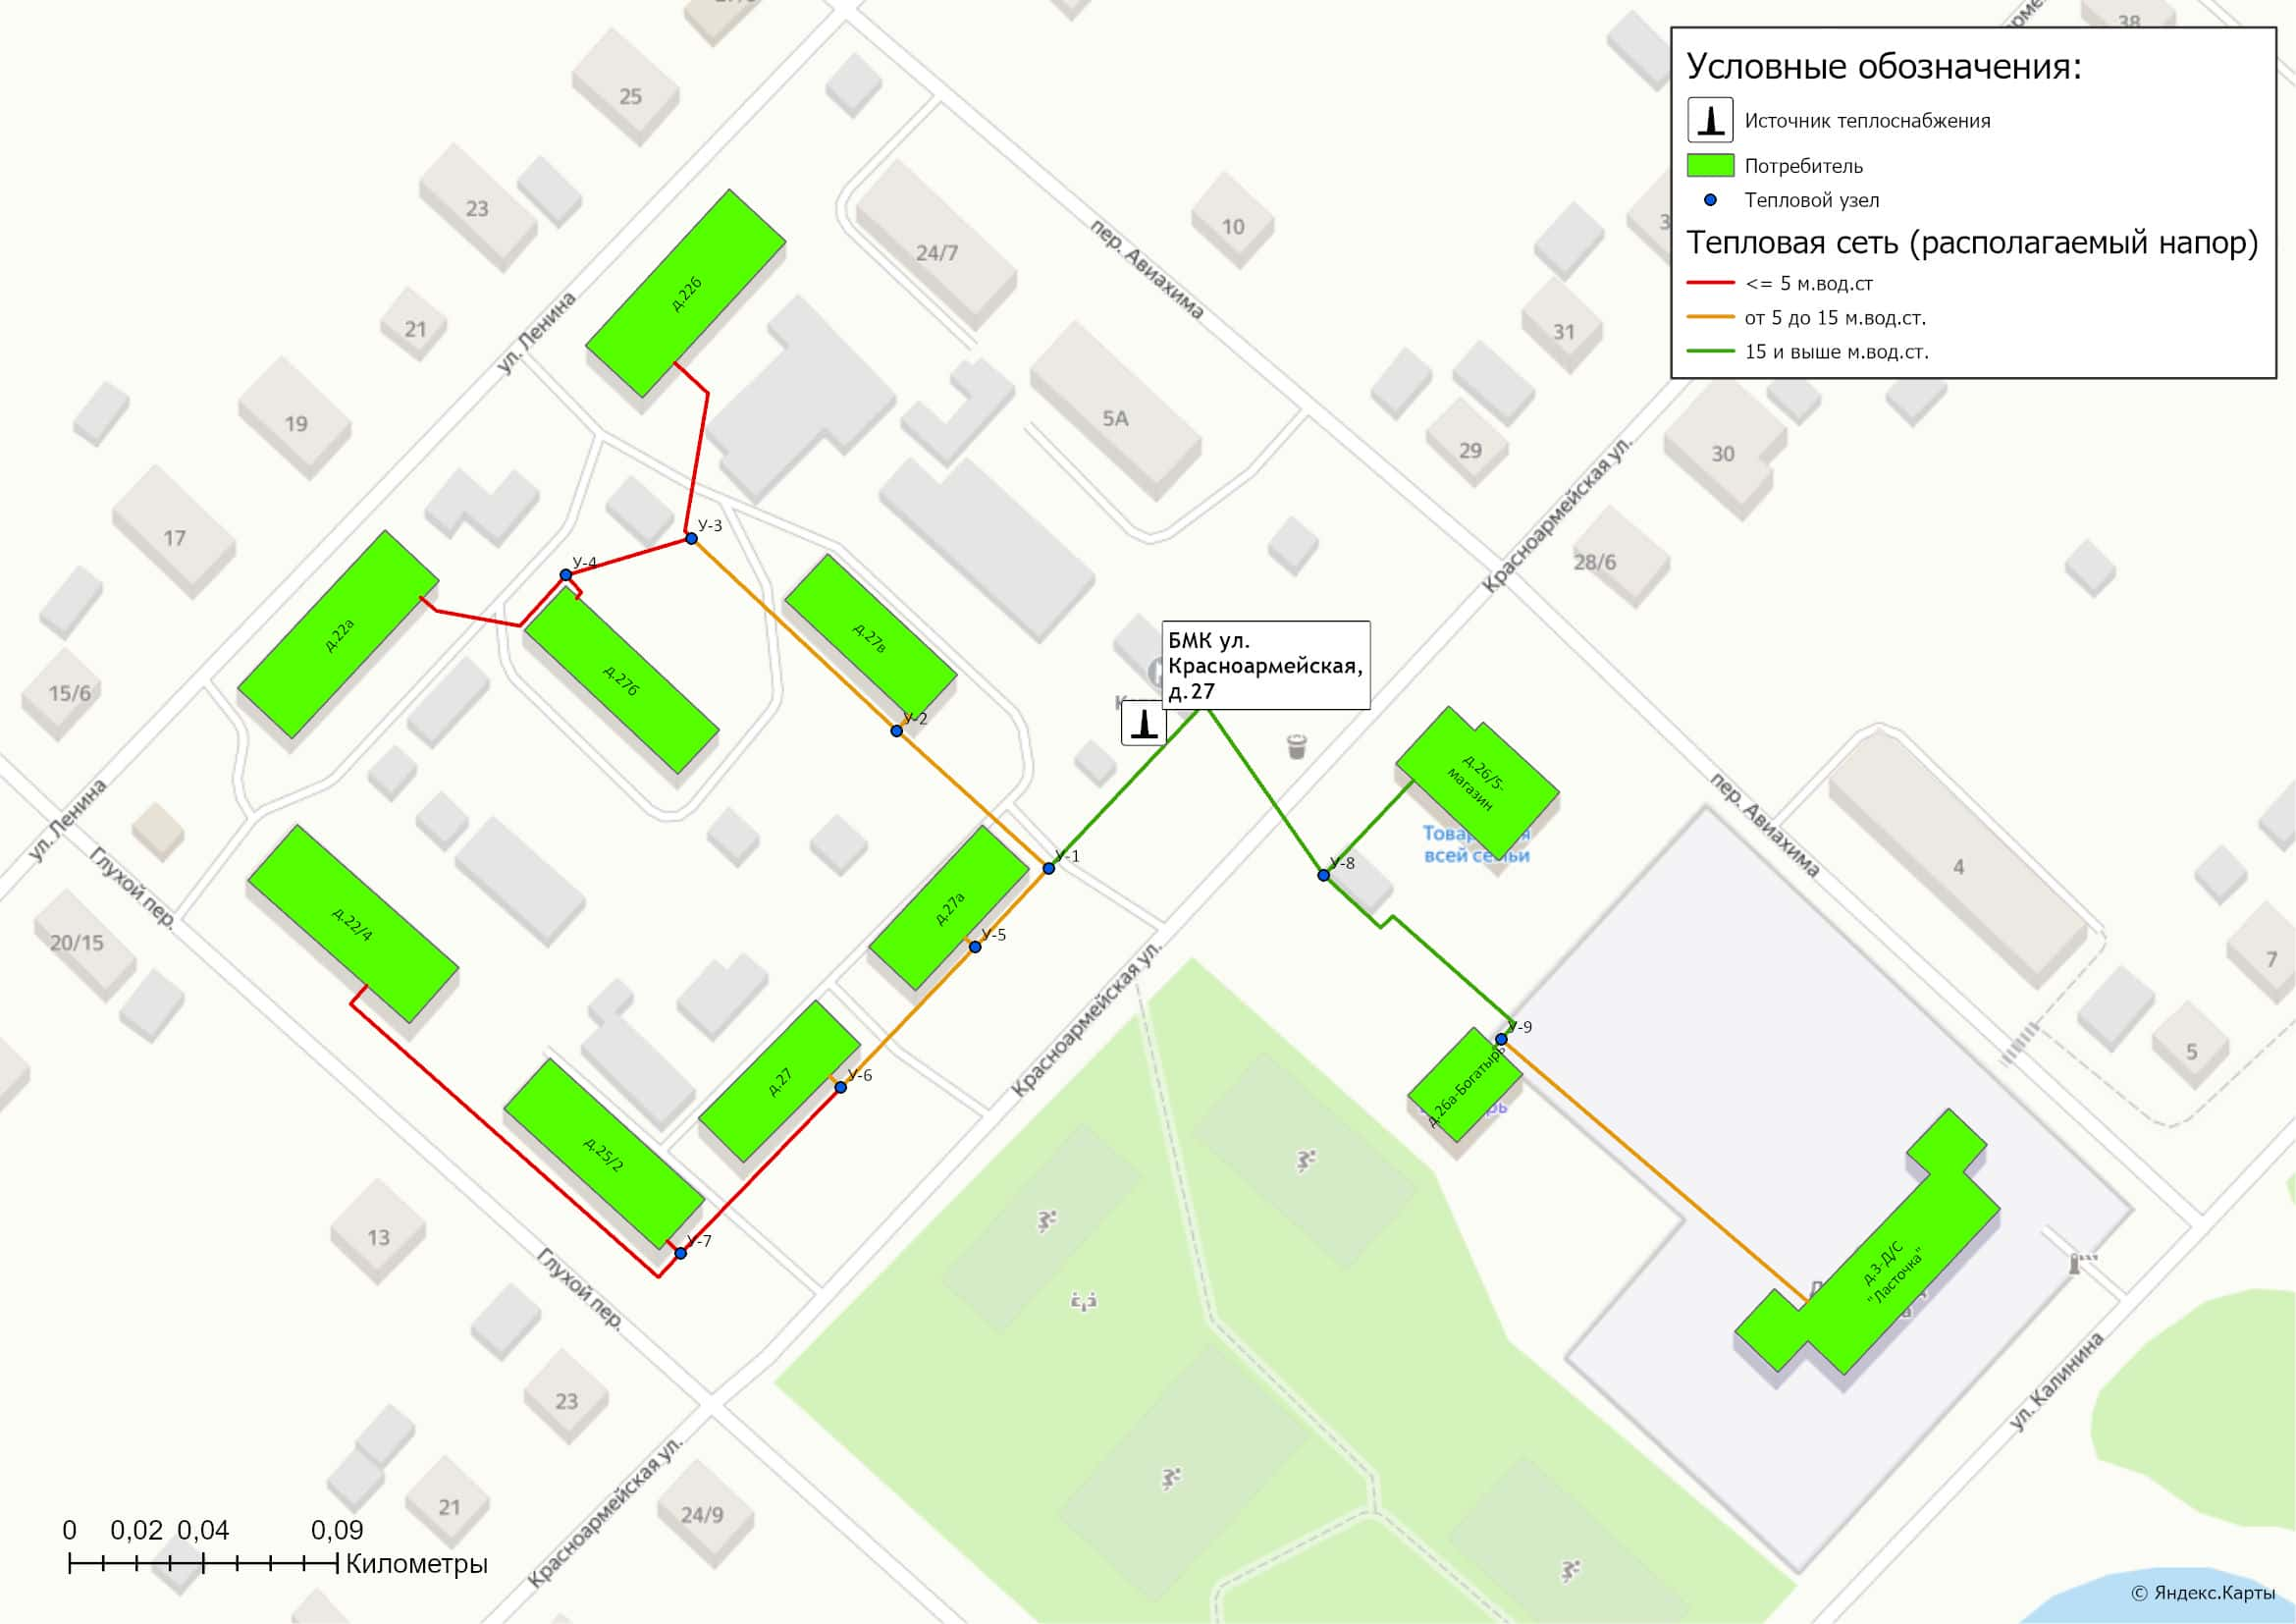 Условные обозначения:
Источник теплоснабжения
Потребитель
Тепловой узел
Тепловая сеть (располагаемый напор)
<= 5 м.вод.ст
от 5 до 15 м.вод.ст.
15 и выше м.вод.ст.
38
25
23
24/7
10
пер. Авиахима
31
21
ул. Ленина
д.22б
19
5А
29
30
Красноармейская ул.
17
У-3
28/6
У-4
д.22а
д.27б
д.27в
15/6
БМК ул.
Красноармейская,
д.27
У-2
д.26/5-
магазин
всей семьи
пер. Авиахима
ул. Ленина
У-1
У-8
4
Глухой пер.
д.22/4
д.27а
У-5
20/15
Красноармейская ул.
7
У-9
5
д.26а-Богатырь
д.27
У-6
д.25/2
13
У-7
Глухой пер.
д.3-Д/С
"Ласточка"
ул. Калинина
23
21
24/9
Красноармейская ул.
0 0,02 0,04 0,09
Километры
© Яндекс.Карты